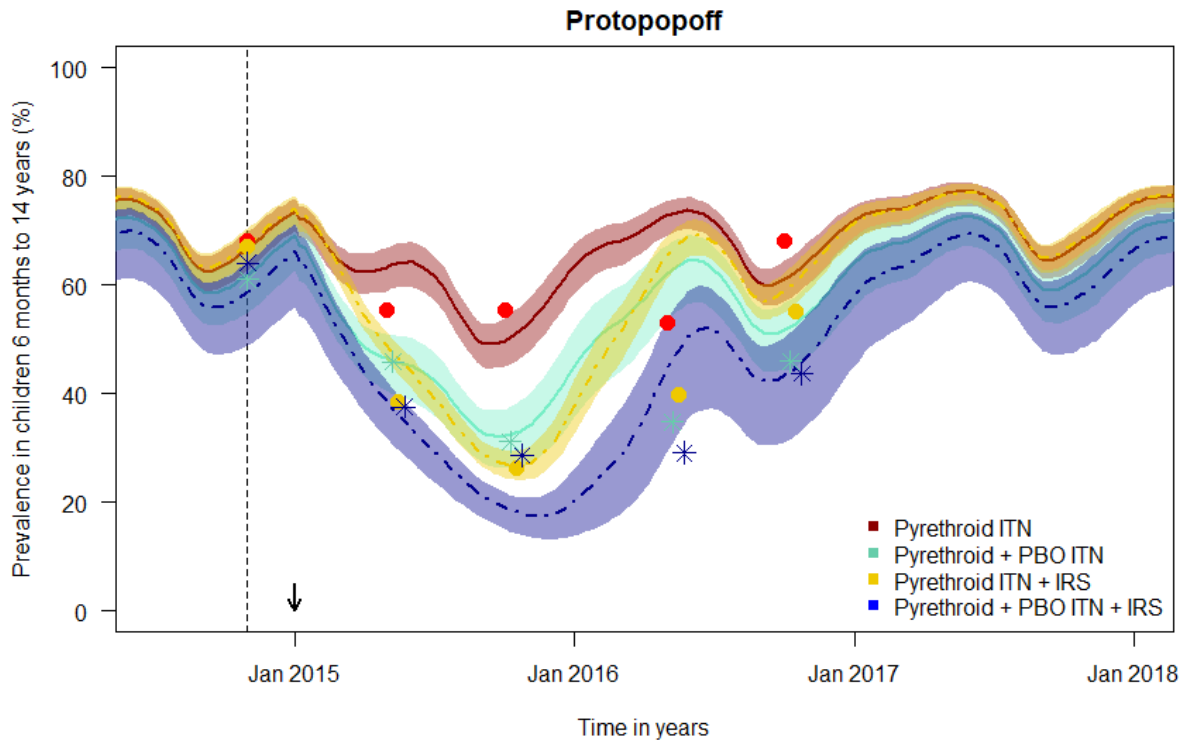 Protopopoff
Prevalence in children 6 months to 14 years (%)
100
80
60
40
20
0
Pyrethroid ITN
Pyrethroid + PBO ITN
Pyrethroid ITN + IRS
Pyrethroid + PBO ITN + IRS
Jan 2015 Jan 2016 Jan 2017 Jan 2018
Time in years